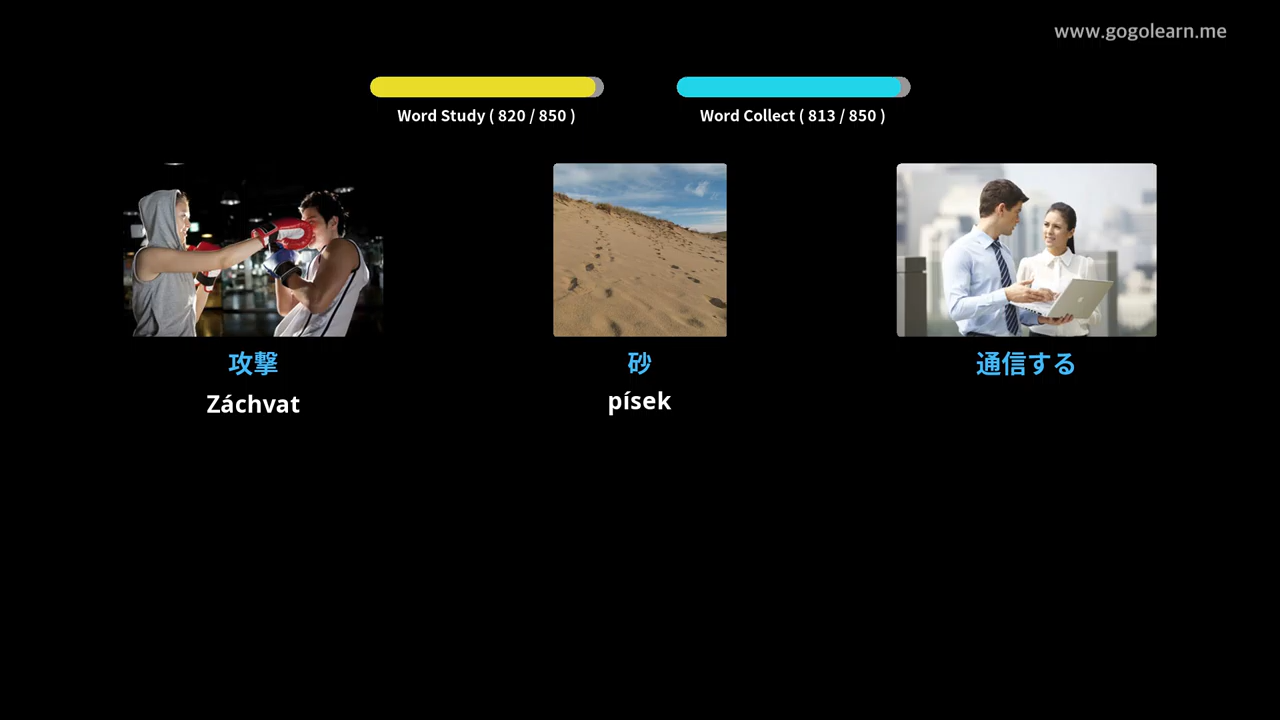 www.gogolearn.me
Word Study ( 820 / 850 )
Word Collect ( 813 / 850 )
攻撃
砂
通信する
Záchvat
písek